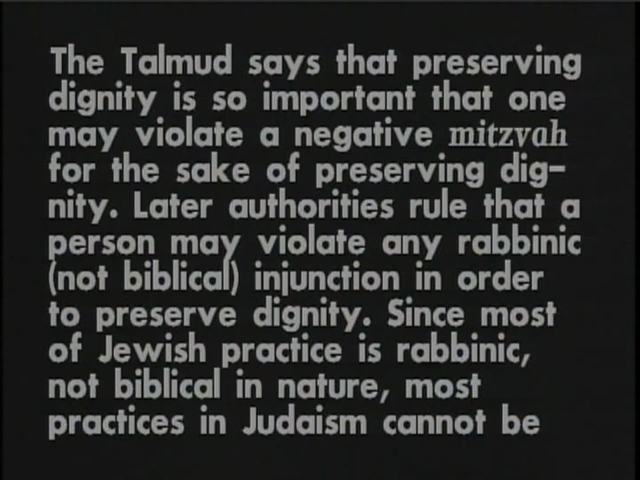 The Talmud says that preserving
dignity is so important that one
may violate a negative mitzvah
for the sake of preserving dig-
nity. Later authorities rule that a
person may violate any rabbinic
(not biblical) injunction in order
to preserve dignity. Since most
of Jewish practice is rabbinic,
not biblical in nature, most
practices in Judaism cannot be